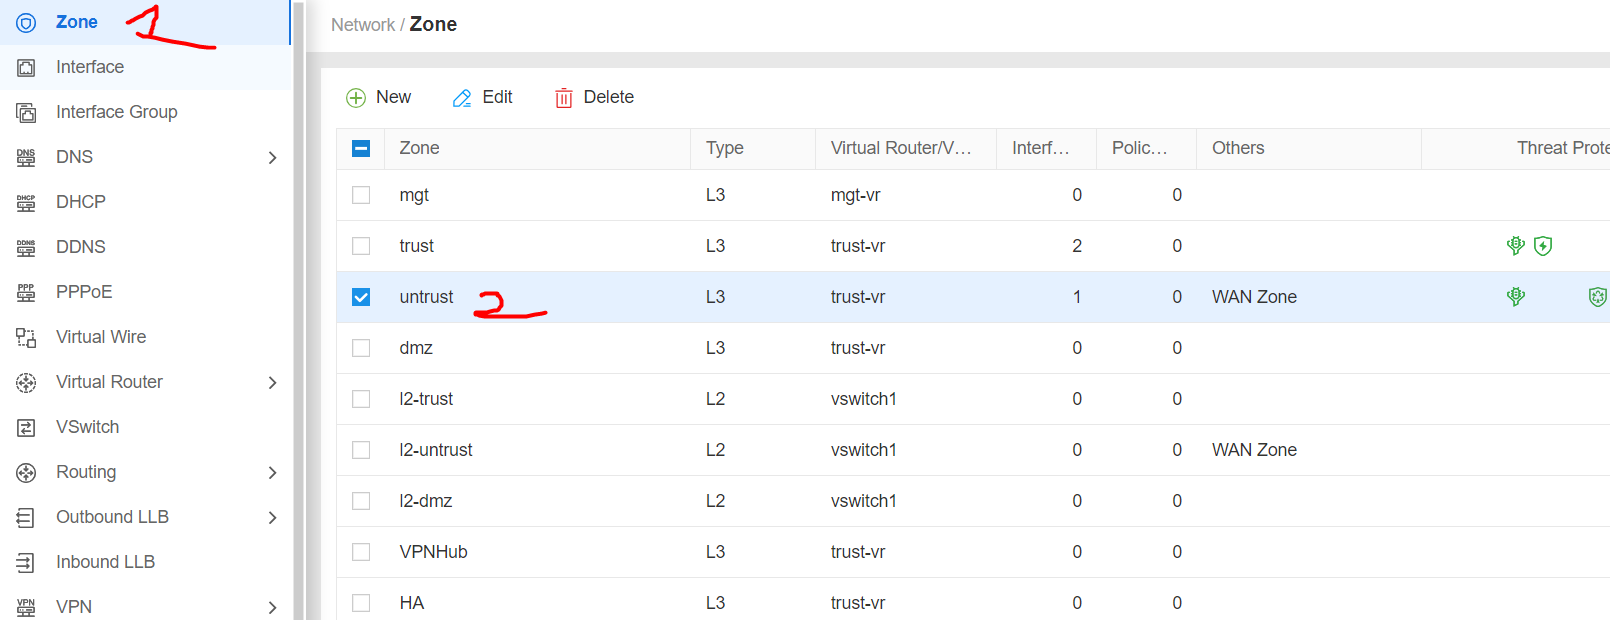 Zone 1
Network / Zone
Interface
Interface Group
DNS
DHCP
DDNS
PPPoE
Virtual Wire
Virtual Router
VSwitch
Routing
Outbound LLB
Inbound LLB
VPN
New Edit Delete
Zone Type Virtual Router/V... Interf... Polic... Others Threat Prote
mgt L3 mgt-vr 0 0
trust L3 trust-vr 2 0
untrust 2 L3 trust-vr 1 0 WAN Zone
dmz L3 trust-vr 0 0
l2-trust L2 vswitch1 0 0
l2-untrust L2 vswitch1 0 0 WAN Zone
l2-dmz L2 vswitch1 0 0
VPNHub L3 trust-vr 0 0
HA L3 trust-vr 0 0